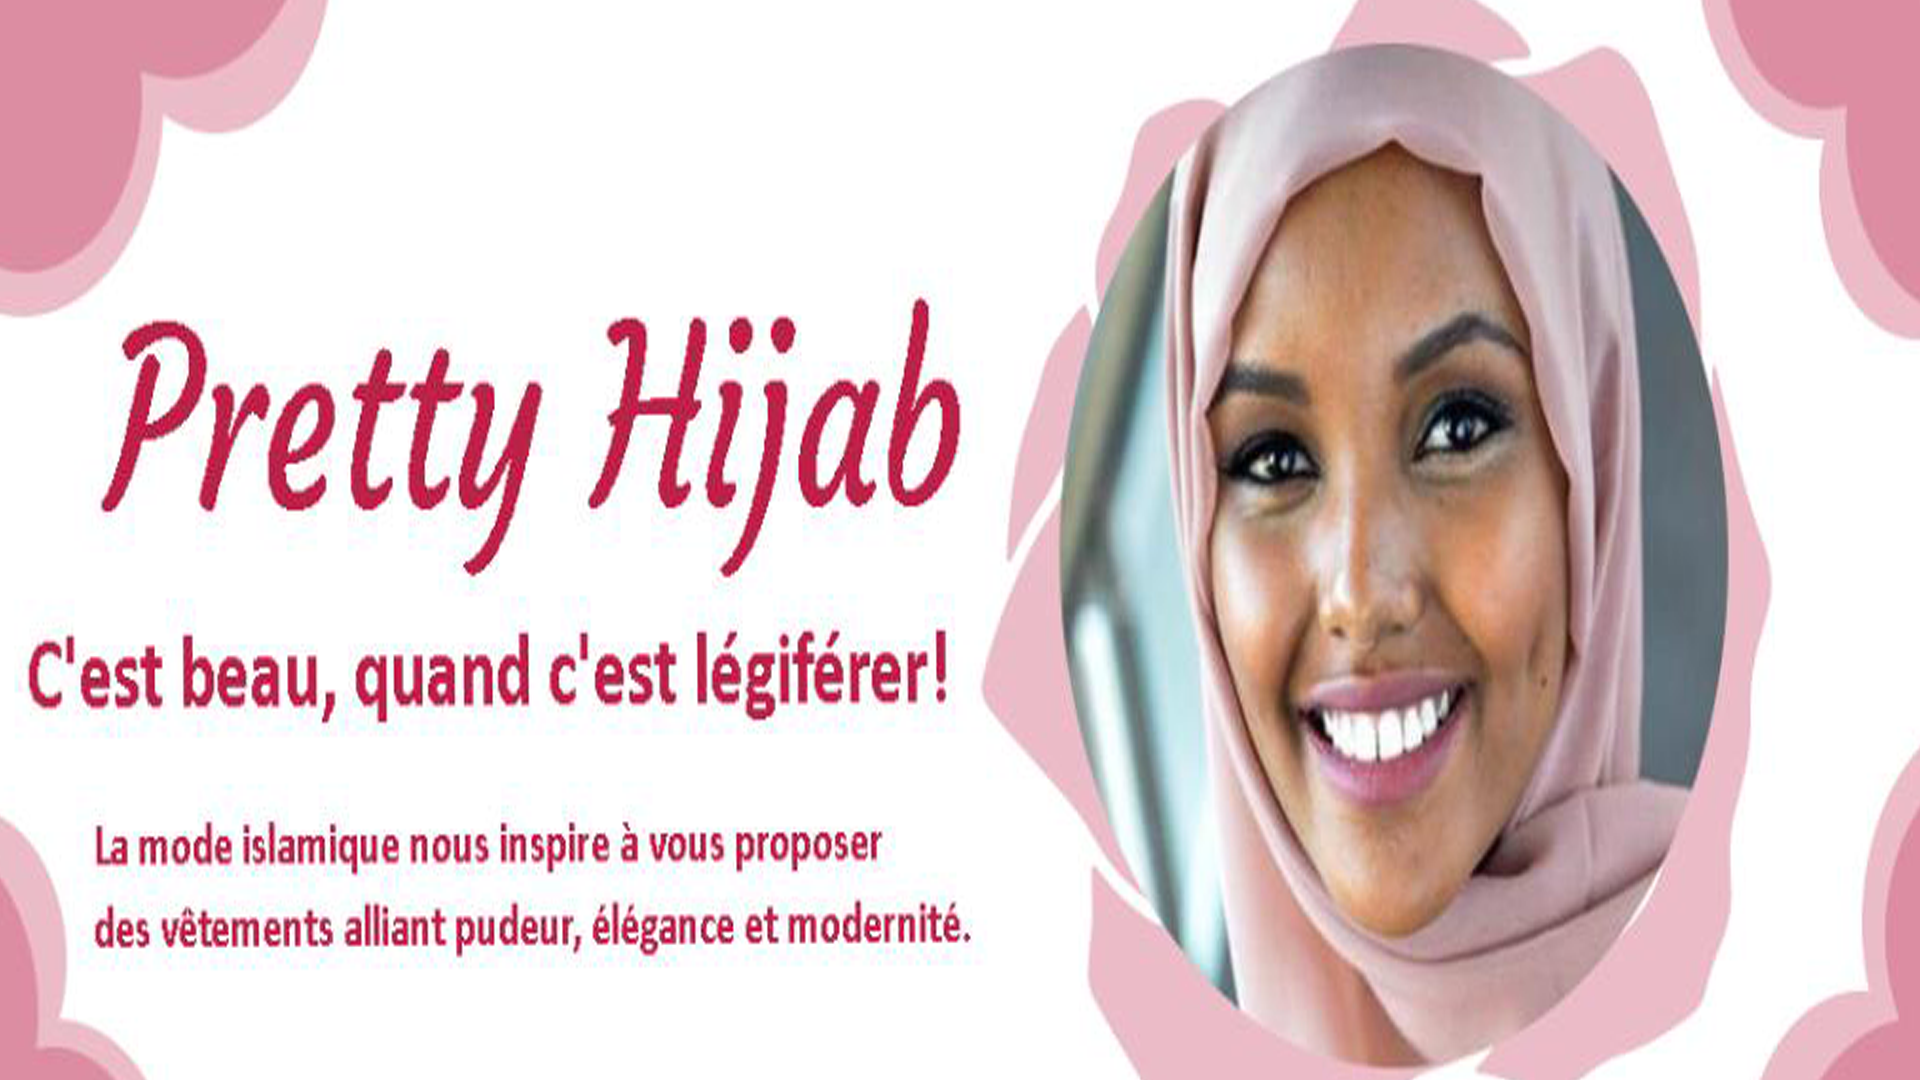 Pretty Hijab
C'est beau, quand c'est légiférer!
La mode islamique nous inspire à vous proposer
des vêtements alliant pudeur, élégance et modernité.